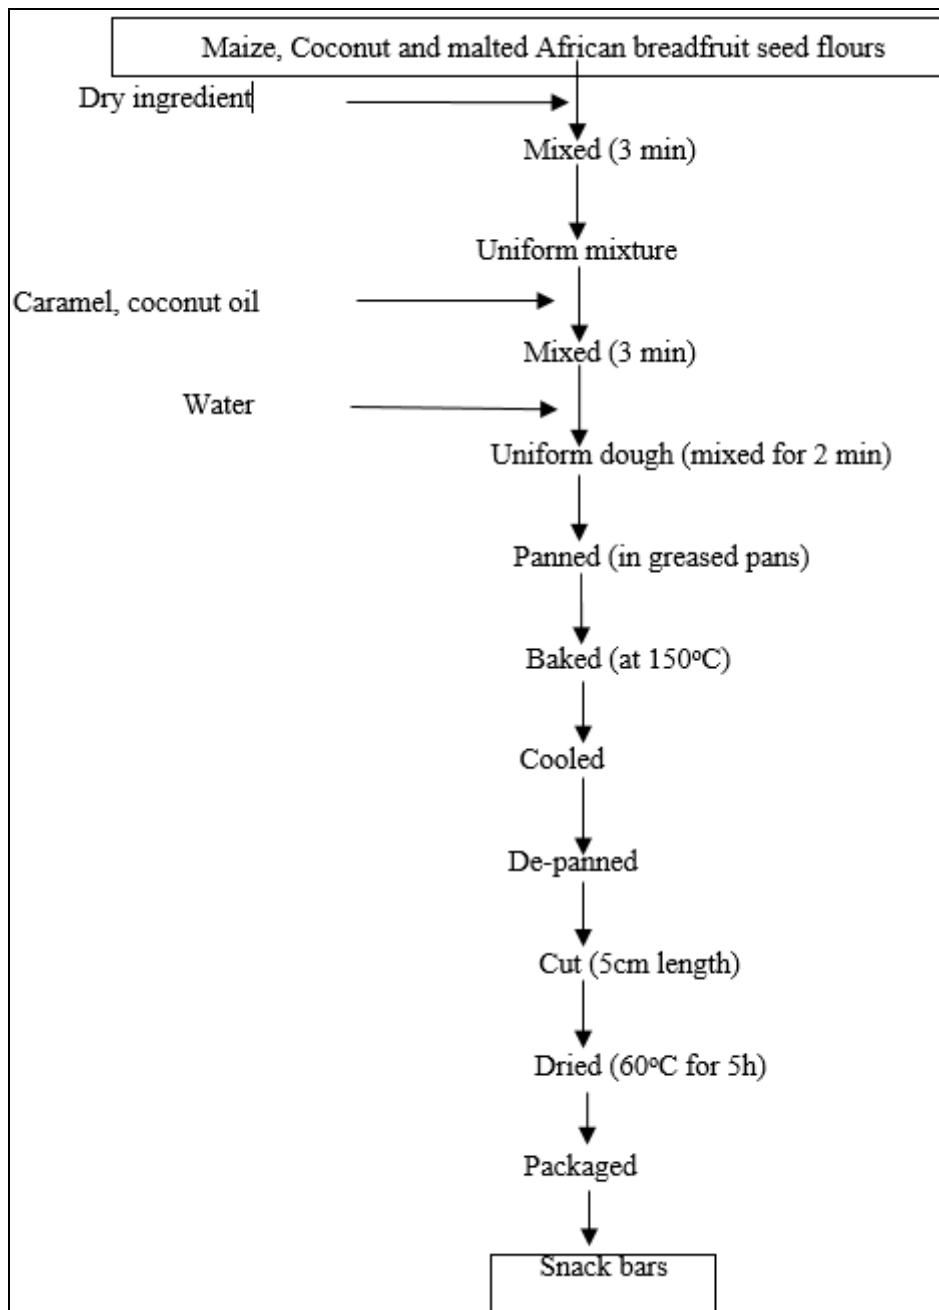 Maize, Coconut and malted African breadfruit seed flours
Dry ingredient
Mixed (3 min)
Uniform mixture
Caramel, coconut oil
Mixed (3 min)
Water
Uniform dough (mixed for 2 min)
Panned (in greased pans)
Baked (at 150°C)
Cooled
De-panned
Cut (5cm length)
Dried (60°C for 5h)
Packaged
Snack bars